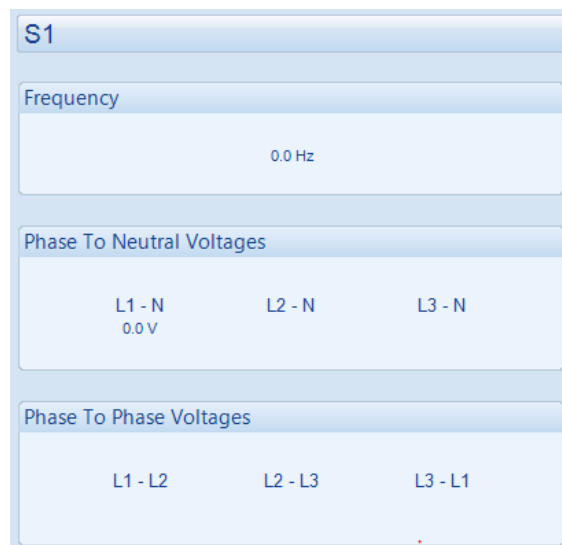 S1
Frequency
0.0 Hz
Phase To Neutral Voltages
L1 - N L2 - N L3 - N
0.0 V
Phase To Phase Voltages
L1 - L2 L2 - L3 L3 - L1